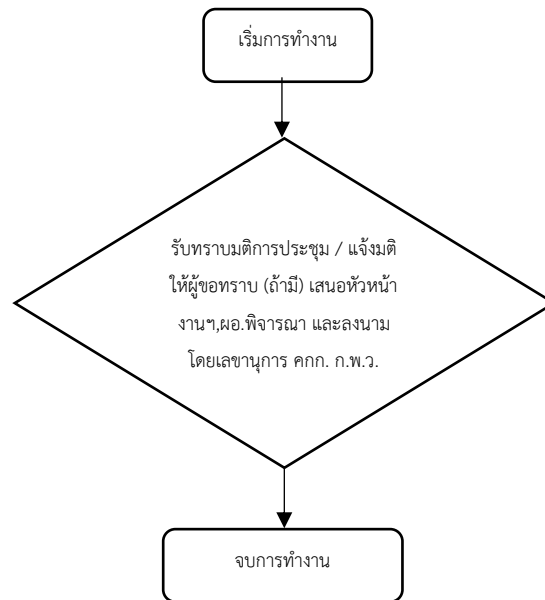 เริ่มการทำงาน
รับทราบมติการประชุม / แจ้งมติ
ให้ผู้ขอทราบ (ถ้ามี) เสนอหัวหน้า
งานฯ,ผอ.พิจารณา และลงนาม
โดยเลขานุการ คกก. ก.พ.ว.
จบการทำงาน